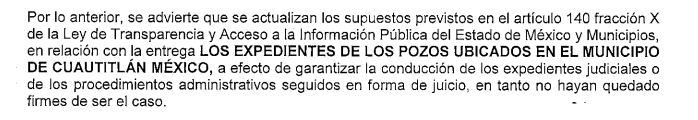 Por lo anterior, se advierte que se actualizan los supuestos previstos en el artículo 140 fracción X
de la Ley de Transparencia y Acceso a la Información Pública del Estado de México y Municipios,
en relación con la entrega LOS EXPEDIENTES DE LOS POZOS UBICADOS EN EL MUNICIPIO
DE CUAUTITLÁN MÉXICO, a efecto de garantizar la conducción de los expedientes judiciales o
de los procedimientos administrativos seguidos en forma de juicio, en tanto no hayan quedado
firmes de ser el caso.